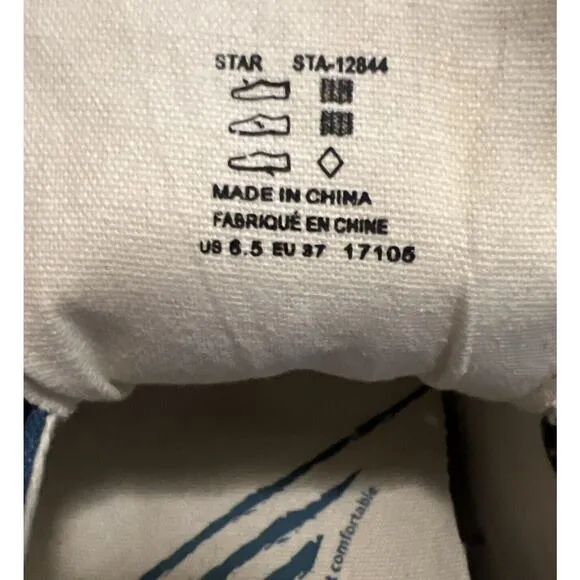 STAR STA-12844
MADE IN CHINA
FABRIQUÉ EN CHINE
US 6.5 EU 37 17105
comfortable